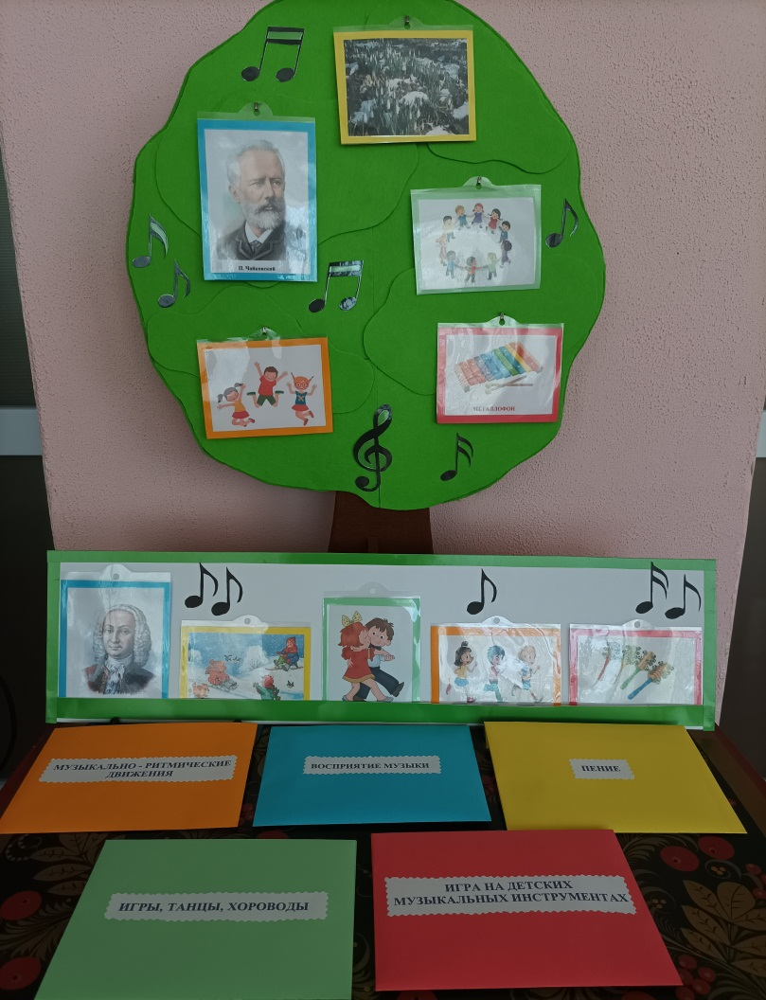 П. Чайковский
МЕТАЛЛОФОН
МУЗЫКАЛЬНО - РИТМИЧЕСКИЕ
ДВИЖЕНИЯ
ВОСПРИЯТИЕ МУЗЫКИ
ПЕНИЕ
ИГРЫ, ТАНЦЫ, ХОРОВОДЫ
ИГРА НА ДЕТСКИХ
МУЗЫКАЛЬНЫХ ИНСТРУМЕНТАХ